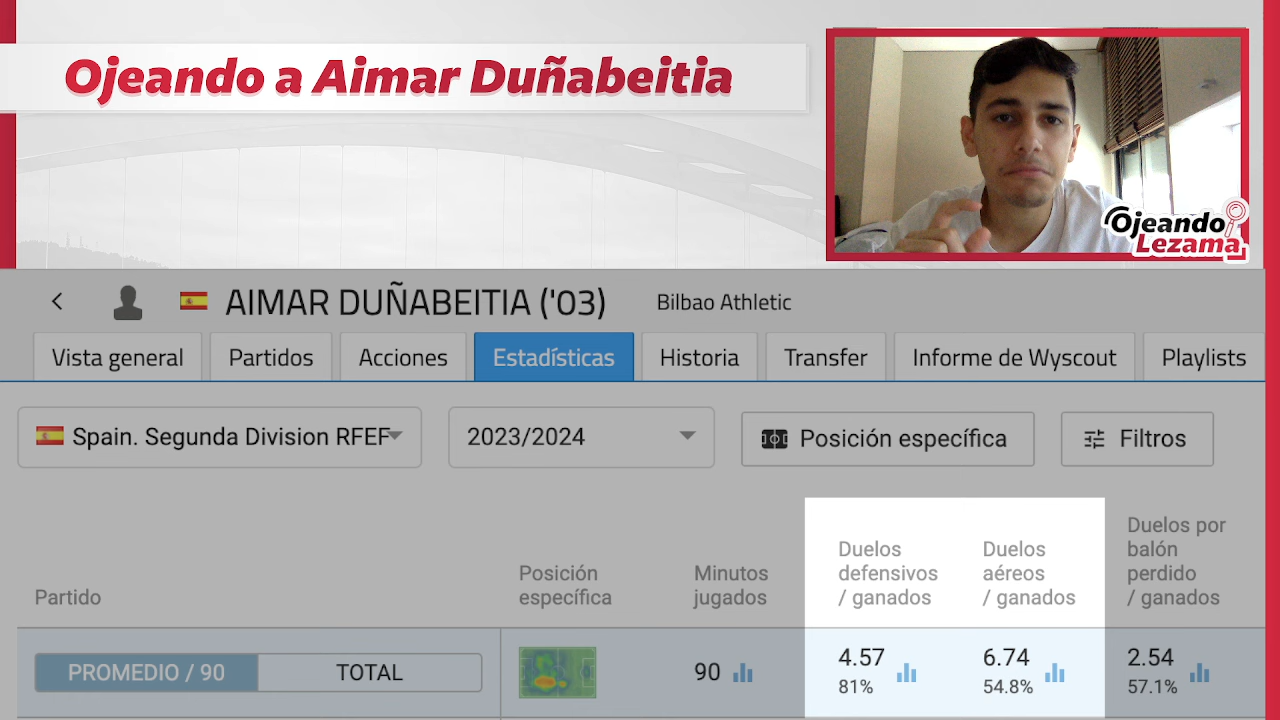 Ojeando a Aimar Duñabeitia
Ojeando
Lezama
AIMAR DUÑABEITIA ('03)
Bilbao Athletic
Vista general
Partidos
Acciones
Estadísticas
Historia
Transfer
Informe de Wyscout
Playlists
Spain. Segunda Division RFEF
2023/2024
Posición específica
Filtros
Partido
Posición
específica
Minutos
jugados
Duelos
defensivos
/ ganados
Duelos
aéreos
/ ganados
Duelos por
balón
perdido
/ ganados
PROMEDIO / 90
TOTAL
90
4.57
81%
6.74
54.8%
2.54
57.1%